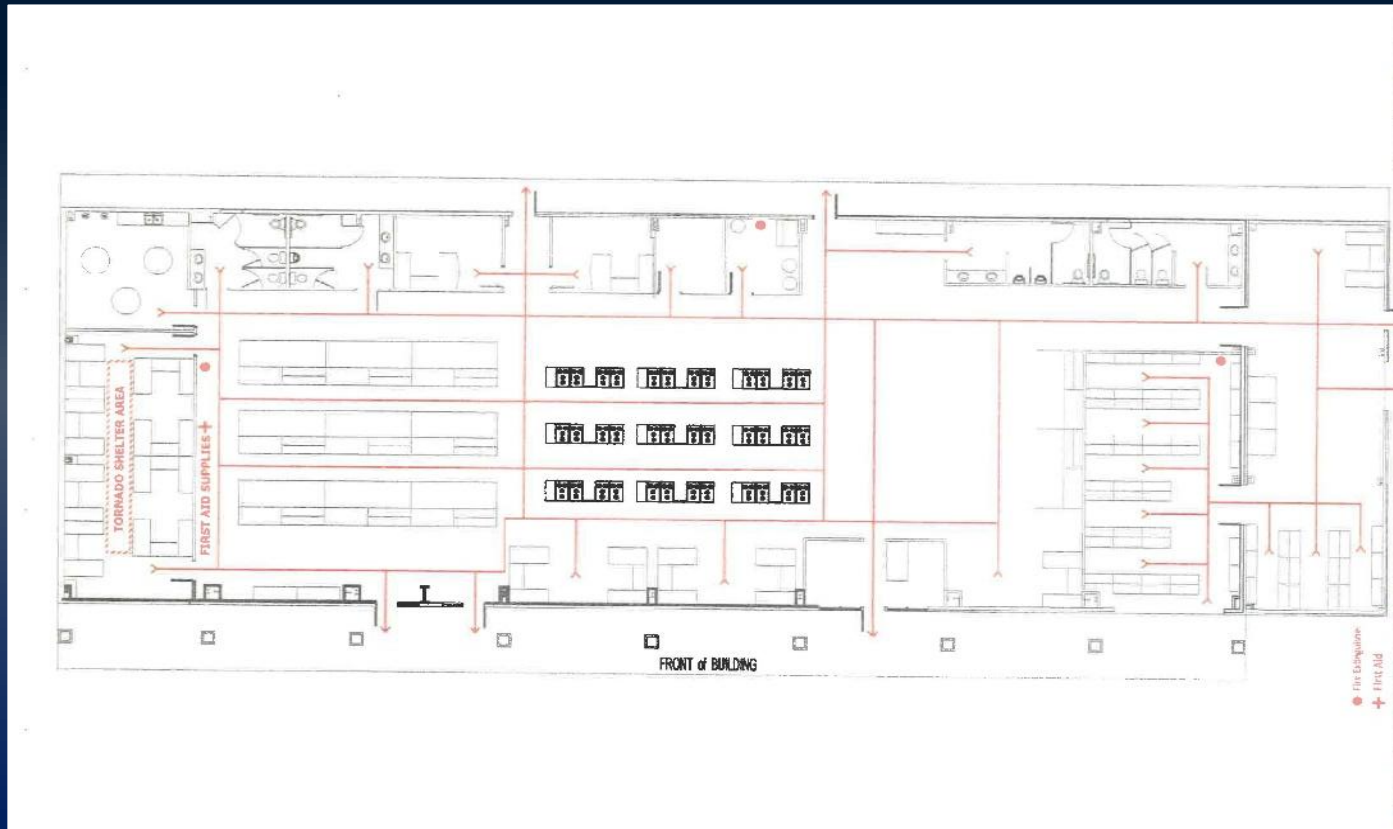 TORNADO SHELTER AREA
FIRST AID SUPPLIES +
FRONT of BUILDING
Fire Extinguisher
First Aid